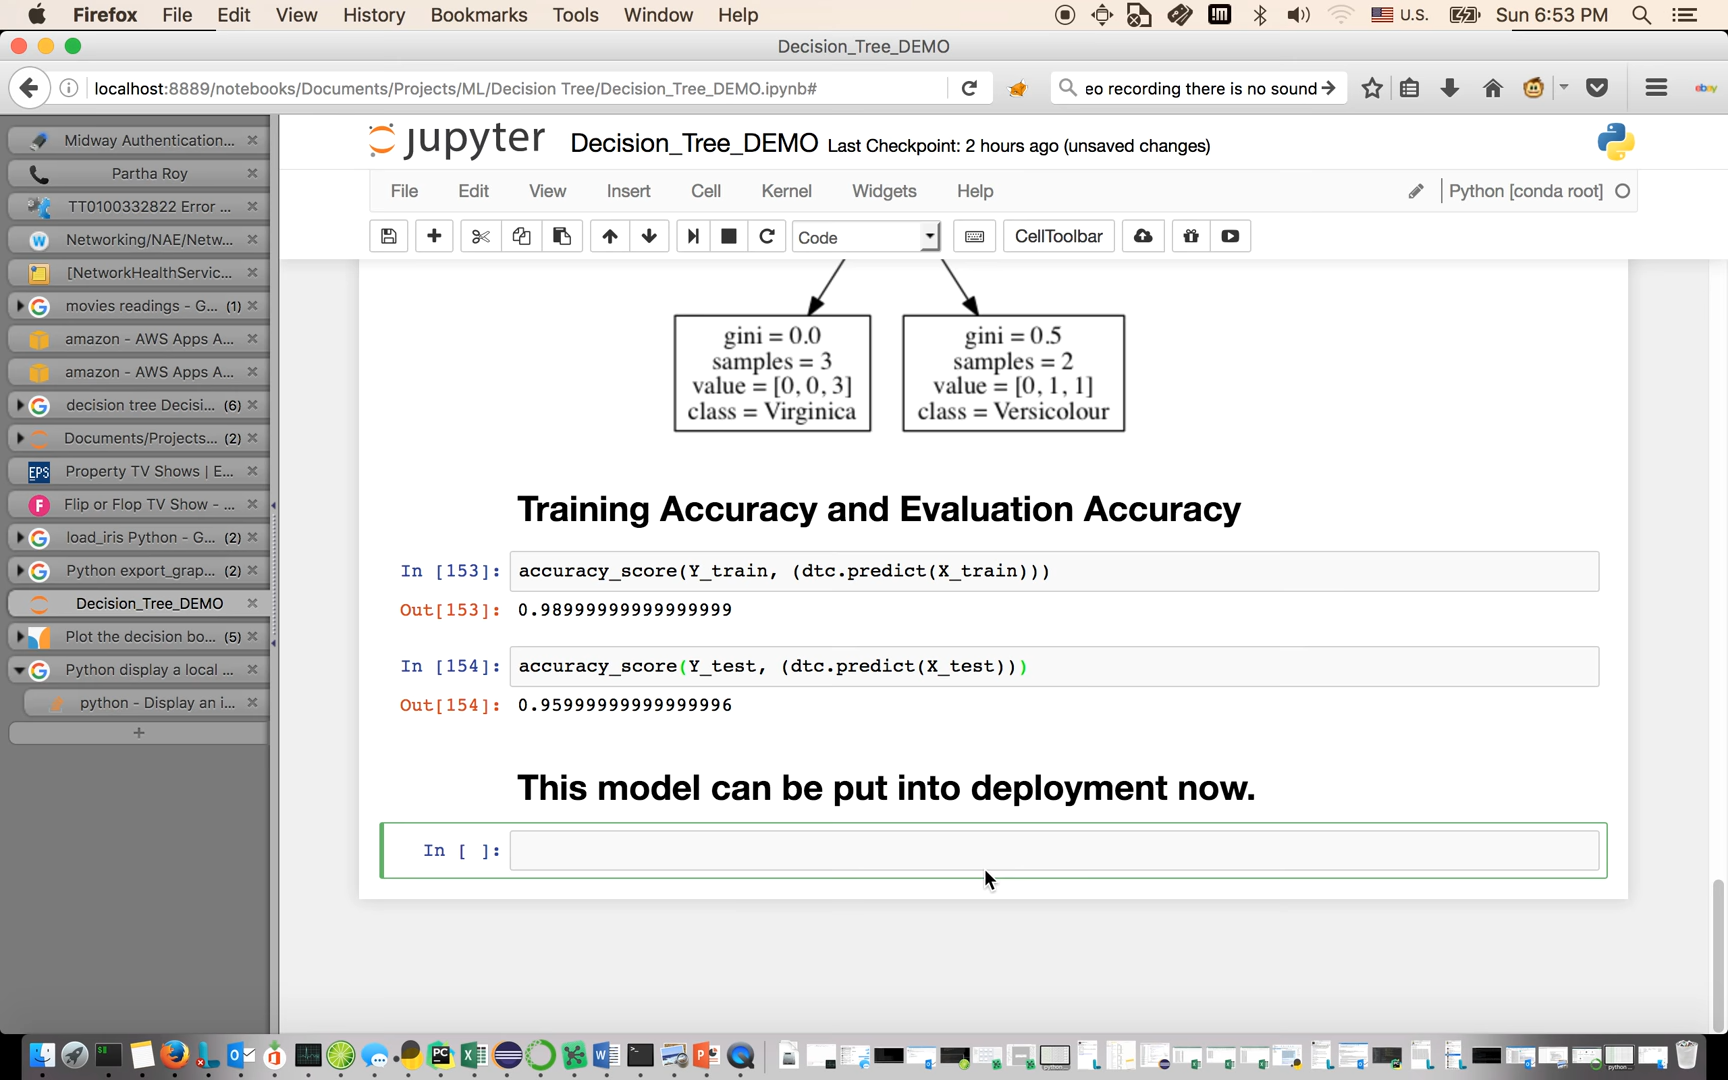 Firefox File Edit View History Bookmarks Tools Window Help U.S. Sun 6:53 PM
Decision_Tree_DEMO
localhost:8889/notebooks/Documents/Projects/ML/Decision Tree/Decision_Tree_DEMO.ipynb#
eo recording there is no sound
ebay
Midway Authentication...
Partha Roy
TT0100332822 Error ...
Networking/NAE/Netw...
[NetworkHealthServic...
movies readings - G... (1)
amazon - AWS Apps A...
amazon - AWS Apps A...
decision tree Decisi... (6)
Documents/Projects... (2)
EPS Property TV Shows | E...
F Flip or Flop TV Show - ...
load_iris Python - G... (2)
Python export_grap... (2)
Decision_Tree_DEMO
Plot the decision bo... (5)
Python display a local ...
python - Display an i...
jupyter Decision_Tree_DEMO Last Checkpoint: 2 hours ago (unsaved changes)
File Edit View Insert Cell Kernel Widgets Help Python [conda root]
Code CellToolbar
gini = 0.0
samples = 3
value = [0, 0, 3]
class = Virginica
gini = 0.5
samples = 2
value = [0, 1, 1]
class = Versicolour
Training Accuracy and Evaluation Accuracy
In [153]: accuracy_score(Y_train, (dtc.predict(X_train)))
Out[153]: 0.98999999999999999
In [154]: accuracy_score(Y_test, (dtc.predict(X_test)))
Out[154]: 0.95999999999999996
This model can be put into deployment now.
In [ ]: